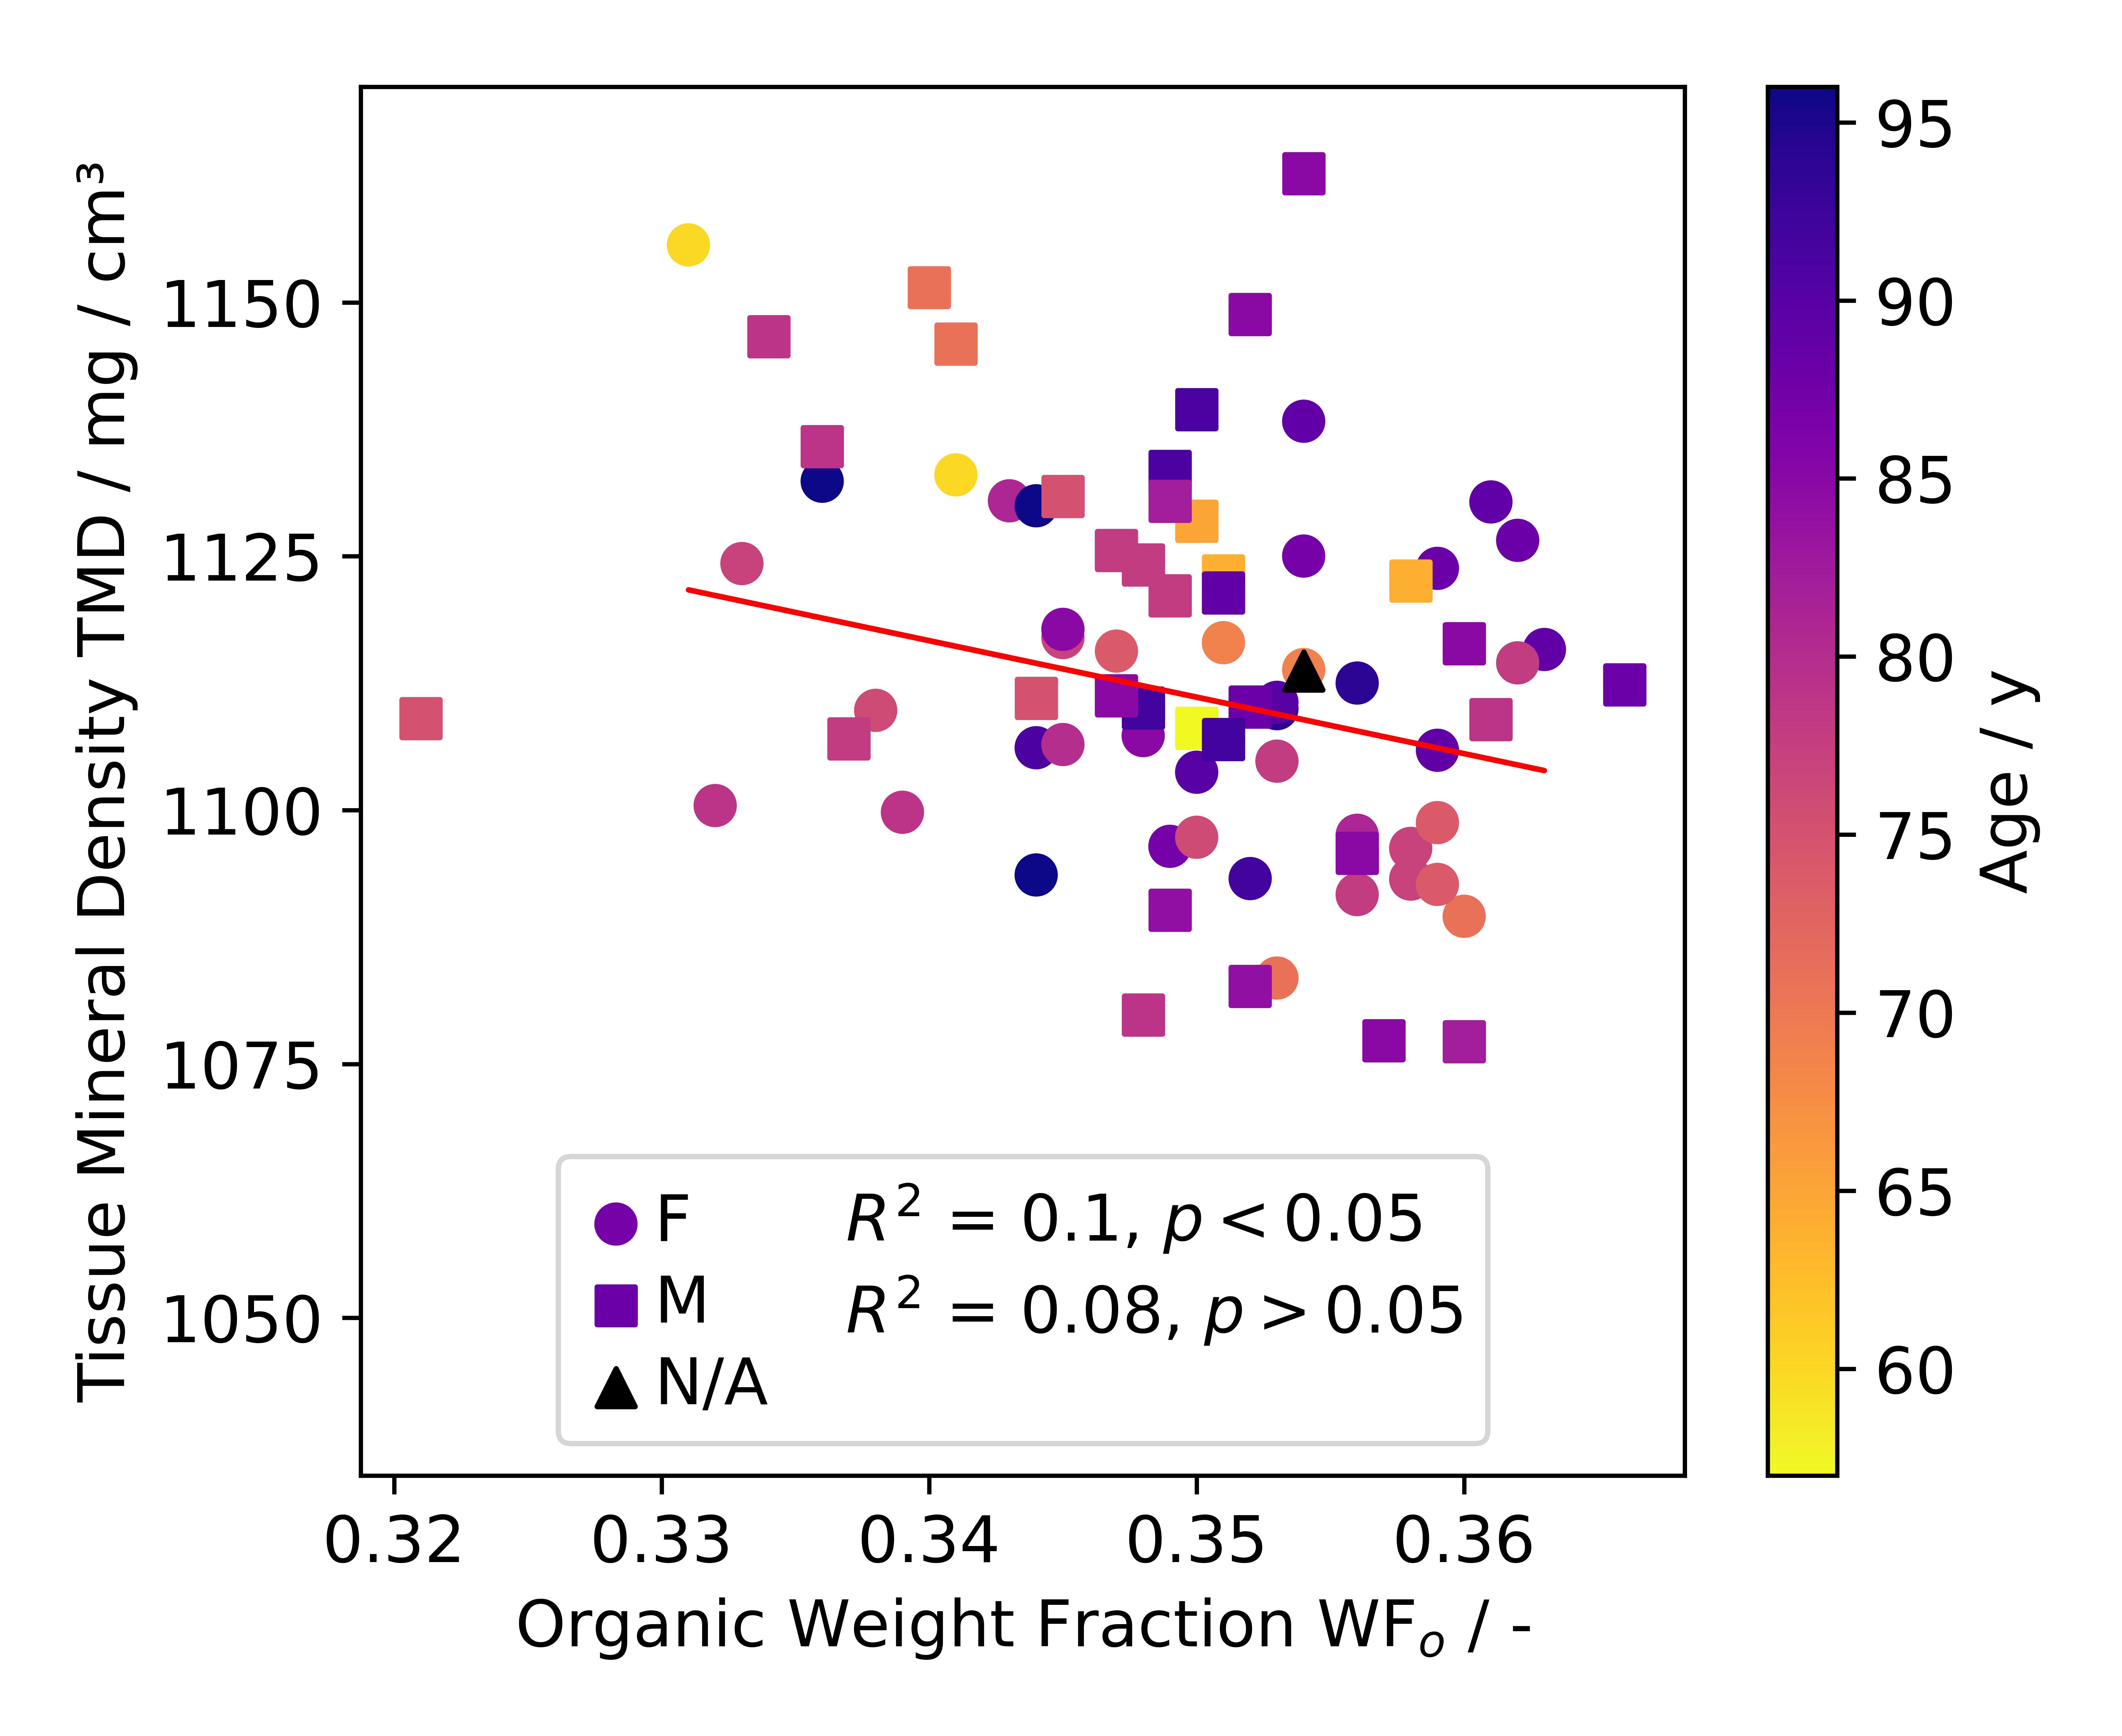 Tissue Mineral Density TMD / mg / cm³
1150
1125
1100
1075
1050
F R² = 0.1, p < 0.05
M R² = 0.08, p > 0.05
N/A
0.32 0.33 0.34 0.35 0.36
Organic Weight Fraction WFₒ / -
95
90
85
80
75
70
65
60
Age / y